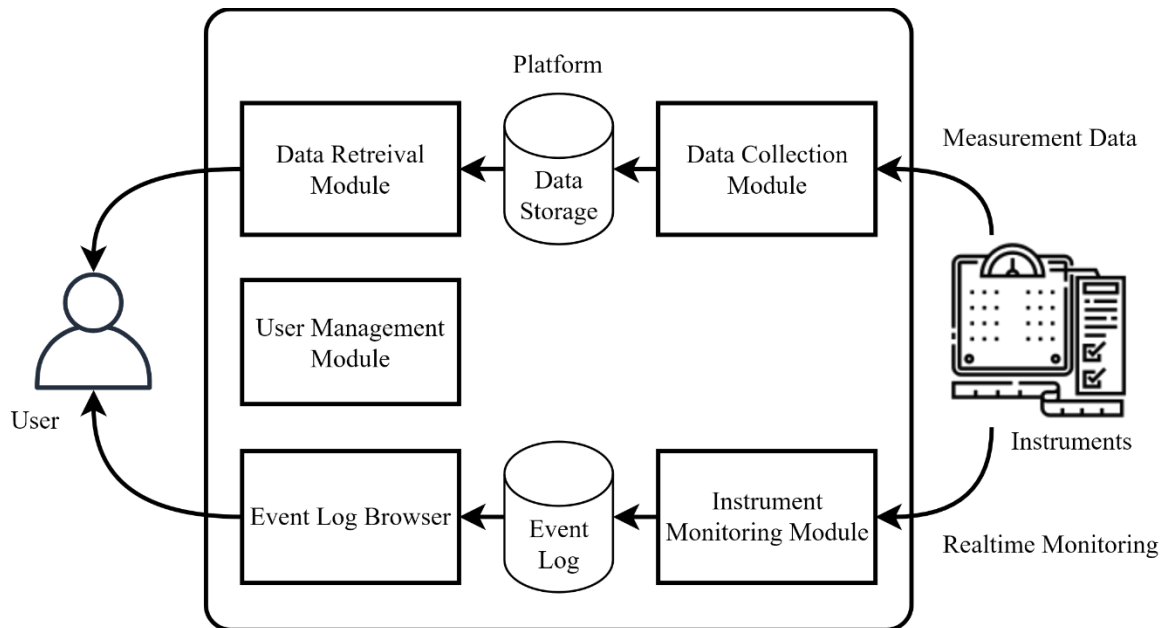 Platform
Data Retreival
Module
Data
Storage
Data Collection
Module
Measurement Data
User Management
Module
User
Instruments
Event Log Browser
Event
Log
Instrument
Monitoring Module
Realtime Monitoring